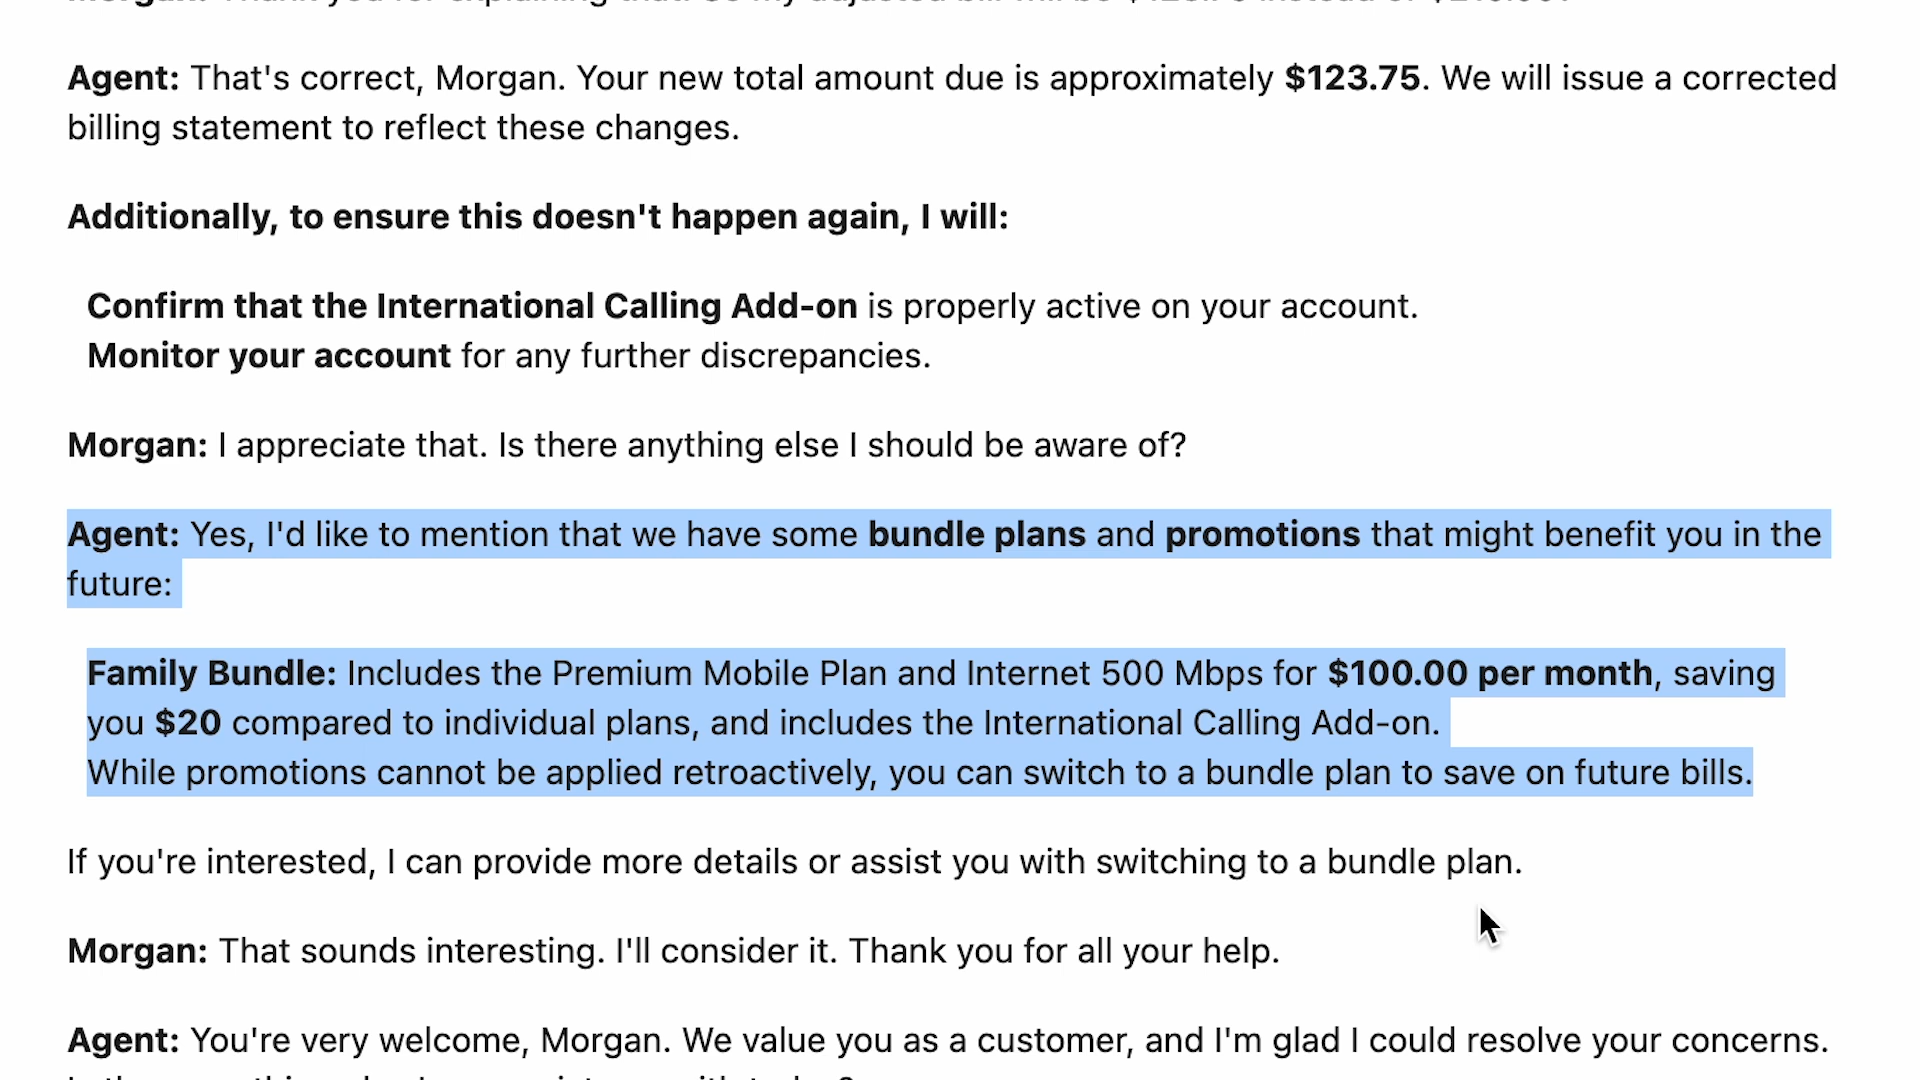 Agent: That's correct, Morgan. Your new total amount due is approximately $123.75. We will issue a corrected
billing statement to reflect these changes.
Additionally, to ensure this doesn't happen again, I will:
Confirm that the International Calling Add-on is properly active on your account.
Monitor your account for any further discrepancies.
Morgan: I appreciate that. Is there anything else I should be aware of?
Agent: Yes, I'd like to mention that we have some bundle plans and promotions that might benefit you in the
future:
Family Bundle: Includes the Premium Mobile Plan and Internet 500 Mbps for $100.00 per month, saving
you $20 compared to individual plans, and includes the International Calling Add-on.
While promotions cannot be applied retroactively, you can switch to a bundle plan to save on future bills.
If you're interested, I can provide more details or assist you with switching to a bundle plan.
Morgan: That sounds interesting. I'll consider it. Thank you for all your help.
Agent: You're very welcome, Morgan. We value you as a customer, and I'm glad I could resolve your concerns.